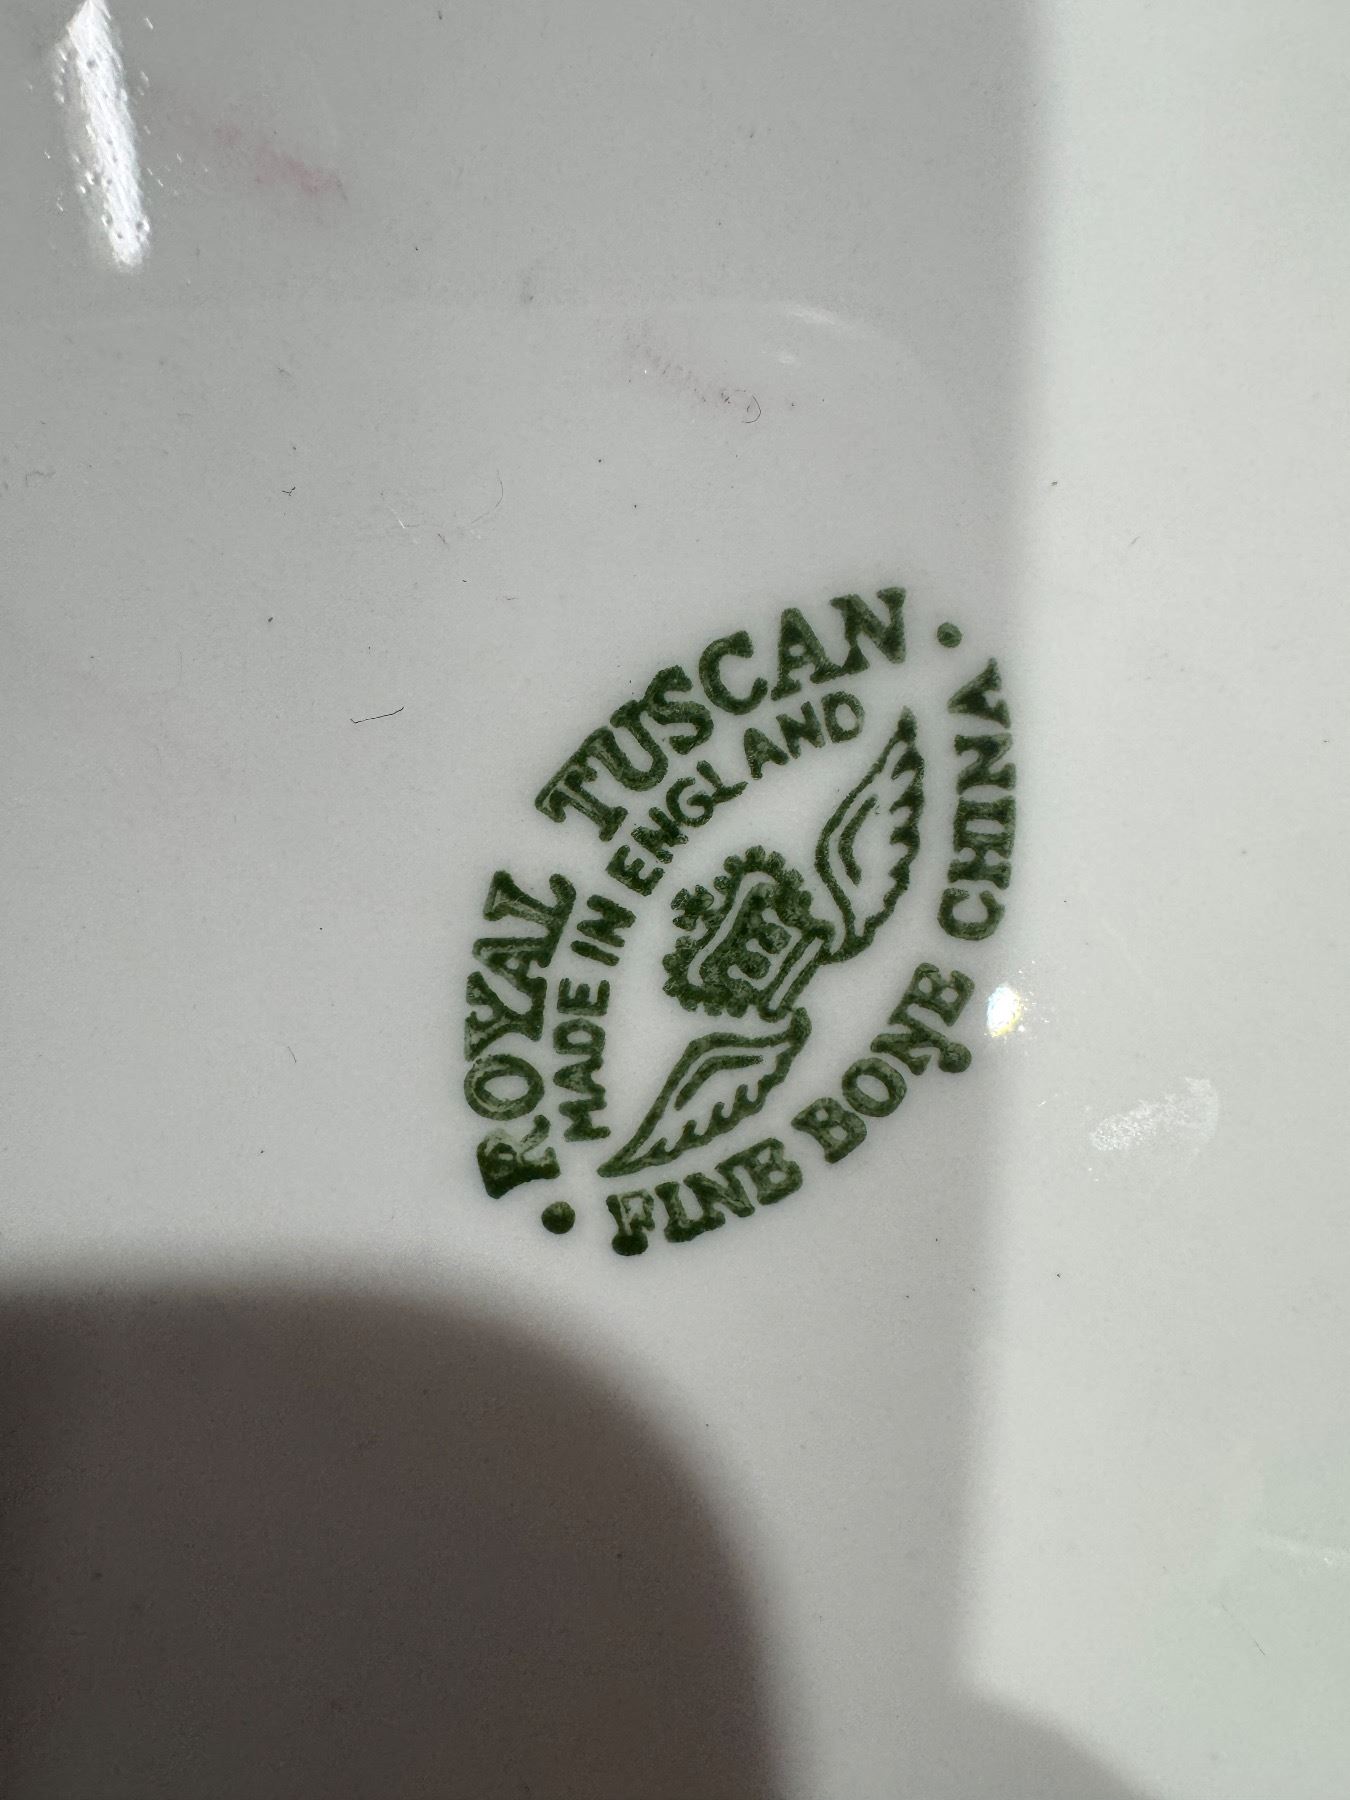 · ROYAL TUSCAN ·
MADE IN ENGLAND
FINE BONE CHINA